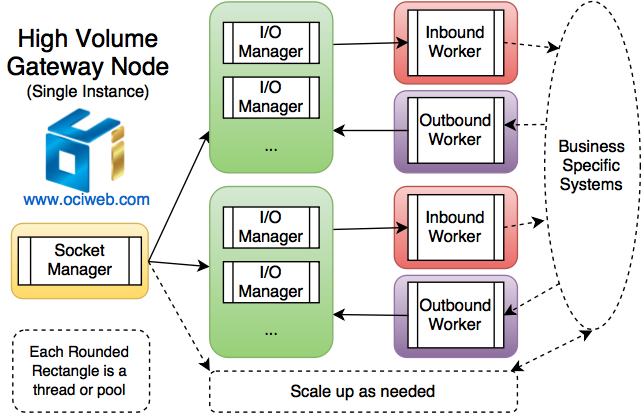 High Volume
Gateway Node
(Single Instance)
www.ociweb.com
Socket
Manager
Each Rounded
Rectangle is a
thread or pool
I/O
Manager
I/O
Manager
...
Inbound
Worker
Outbound
Worker
I/O
Manager
I/O
Manager
...
Inbound
Worker
Outbound
Worker
Business
Specific
Systems
Scale up as needed